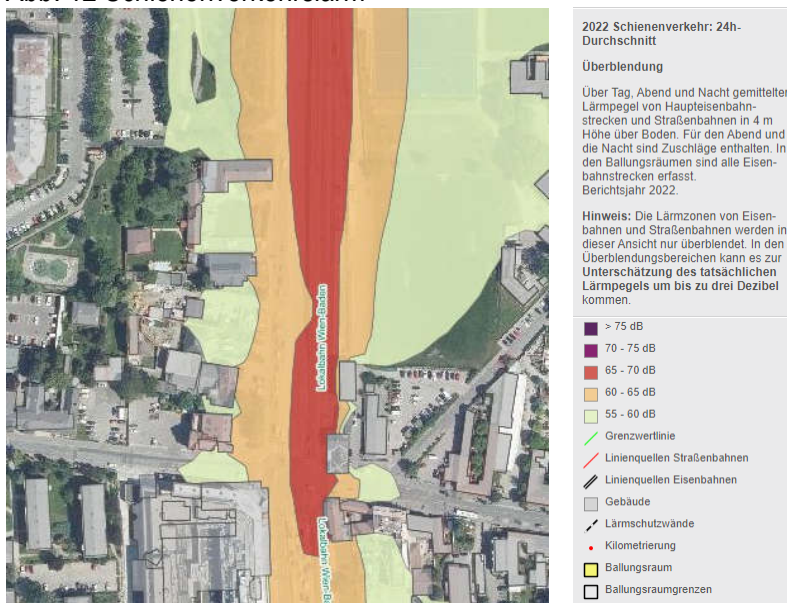 2022 Schienenverkehr: 24h-
Durchschnitt
Überblendung
Über Tag, Abend und Nacht gemittelter
Lärmpegel von Haupteisenbahn-
strecken und Straßenbahnen in 4 m
Höhe über Boden. Für den Abend und
die Nacht sind Zuschläge enthalten. In
den Ballungsräumen sind alle Eisen-
bahnstrecken erfasst.
Berichtsjahr 2022.
Hinweis: Die Lärmzonen von Eisen-
bahnen und Straßenbahnen werden in
dieser Ansicht nur überblendet. In den
Überblendungsbereichen kann es zur
Unterschätzung des tatsächlichen
Lärmpegels um bis zu drei Dezibel
kommen.
> 75 dB
70 - 75 dB
65 - 70 dB
60 - 65 dB
55 - 60 dB
Grenzwertlinie
Linienquellen Straßenbahnen
Linienquellen Eisenbahnen
Gebäude
Lärmschutzwände
Kilometrierung
Ballungsraum
Ballungsraumgrenzen
Lokalbahn Wien-Baden
Lokalbahn Wien-B